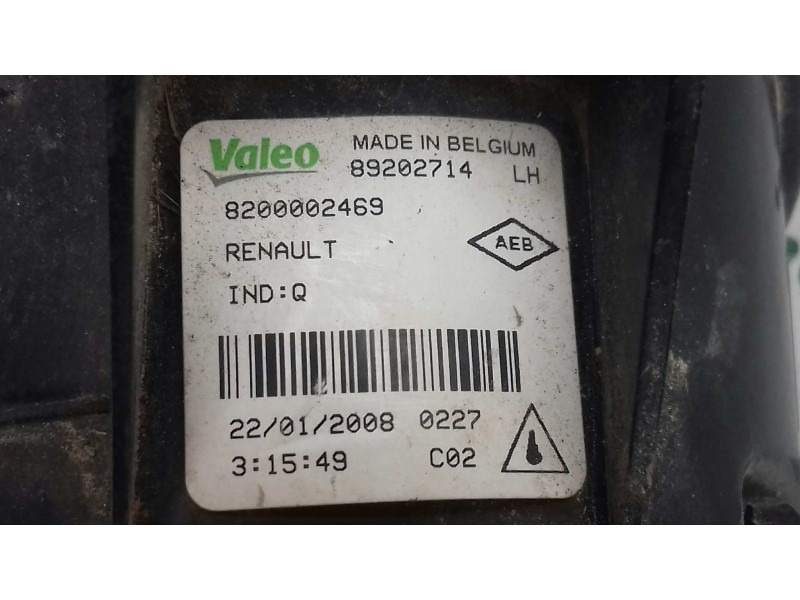 Valeo MADE IN BELGIUM
89202714 LH
8200002469
RENAULT AEB
IND:Q
22/01/2008 0227
3:15:49 C02